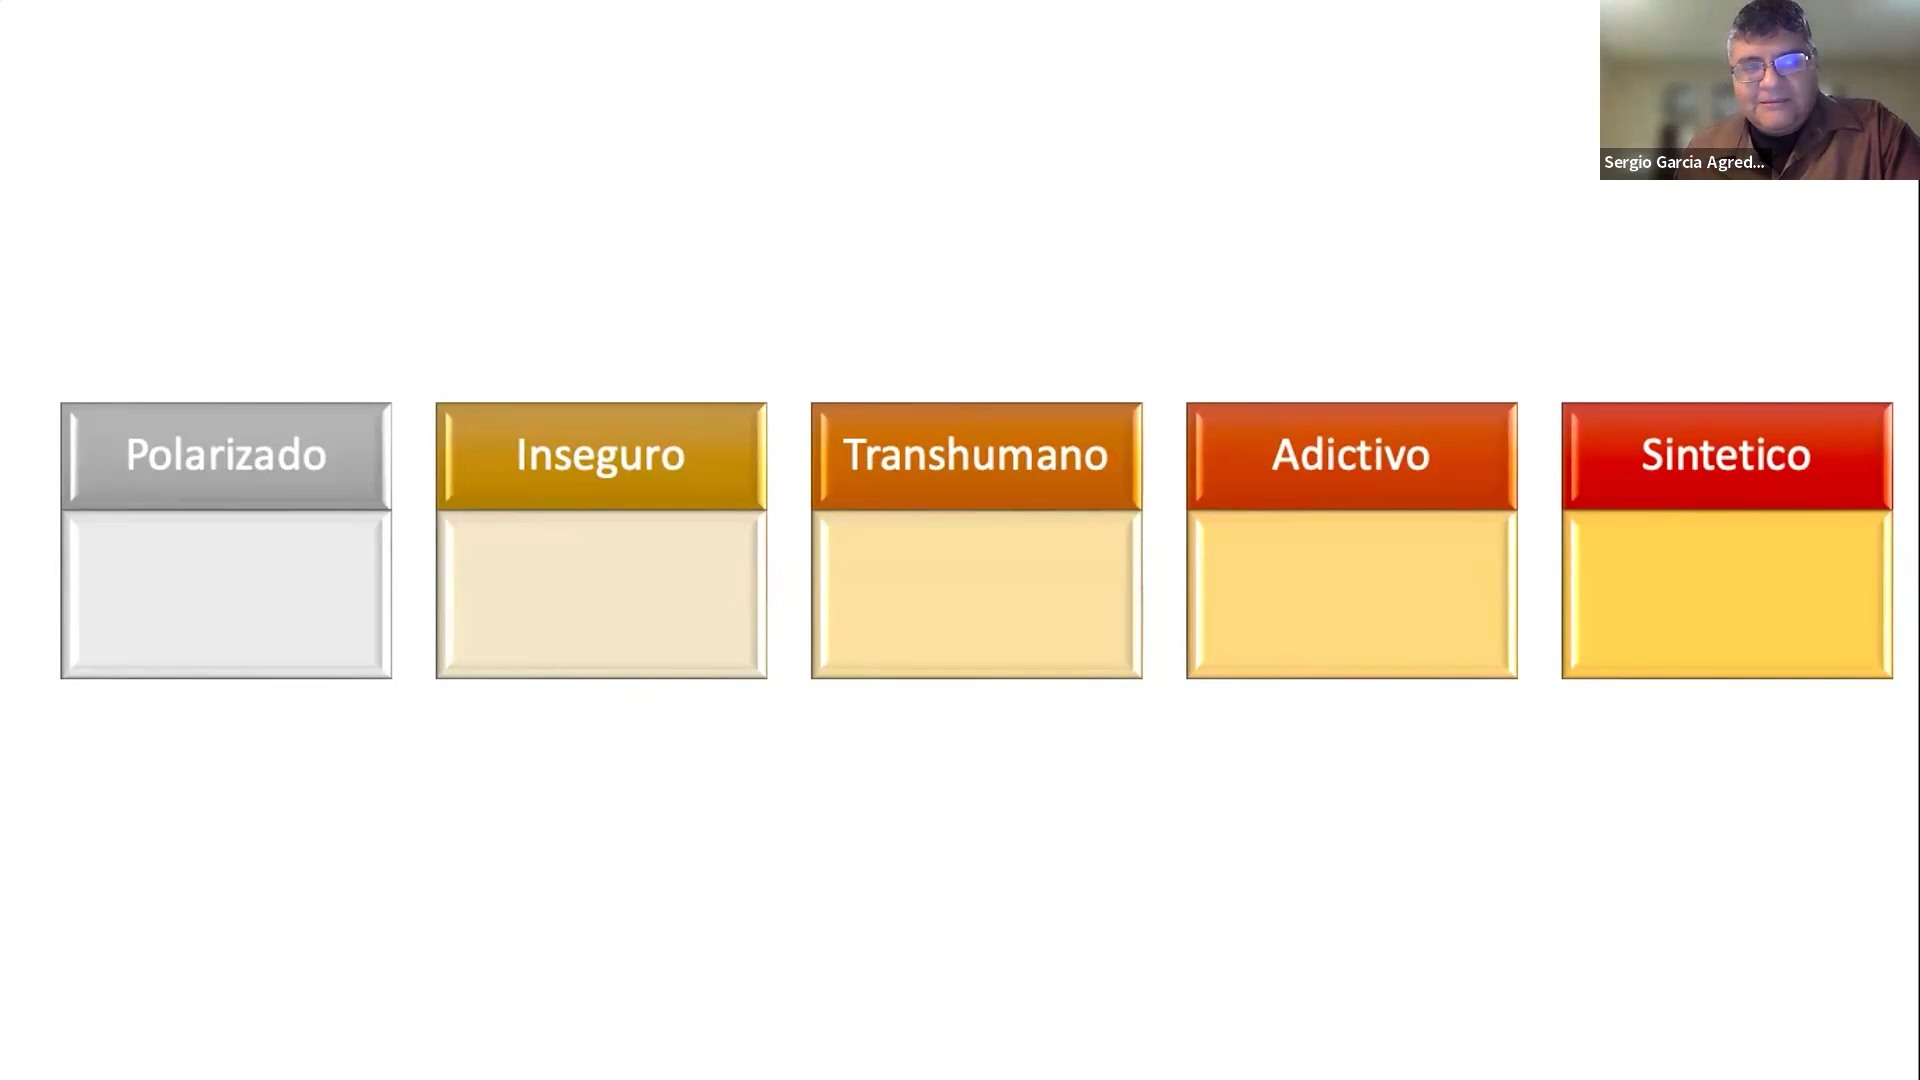 Sergio Garcia Agred...
Polarizado
Inseguro
Transhumano
Adictivo
Sintetico